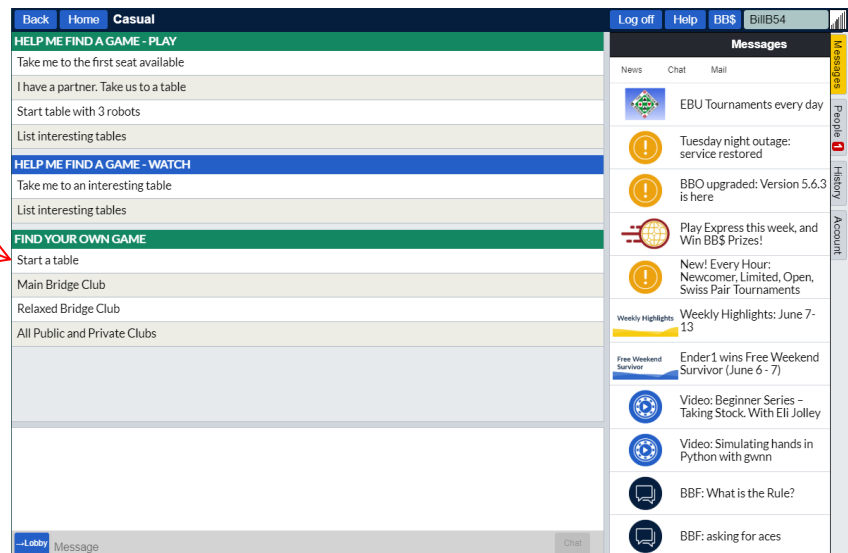 Back Home Casual
HELP ME FIND A GAME - PLAY
Take me to the first seat available
I have a partner. Take us to a table
Start table with 3 robots
List interesting tables
HELP ME FIND A GAME - WATCH
Take me to an interesting table
List interesting tables
FIND YOUR OWN GAME
Start a table
Main Bridge Club
Relaxed Bridge Club
All Public and Private Clubs
→Lobby Message Chat
Log off Help BB$ BillB54
Messages
News Chat Mail
EBU Tournaments every day
Tuesday night outage:
service restored
BBO upgraded: Version 5.6.3
is here
Play Express this week, and
Win BB$ Prizes!
New! Every Hour:
Newcomer, Limited, Open,
Swiss Pair Tournaments
Weekly Highlights
Weekly Highlights: June 7-
13
Free Weekend
Survivor
Ender1 wins Free Weekend
Survivor (June 6 - 7)
Video: Beginner Series –
Taking Stock. With Eli Jolley
Video: Simulating hands in
Python with gwnn
BBF: What is the Rule?
BBF: asking for aces
Messages
People 1
History
Account